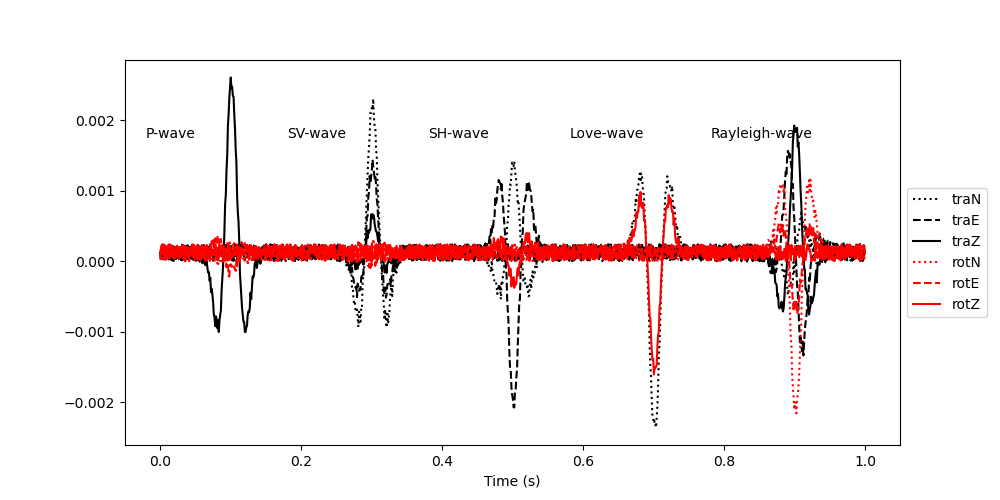 P-wave SV-wave SH-wave Love-wave Rayleigh-wave
0.002
0.001
0.000
−0.001
−0.002
0.0 0.2 0.4 0.6 0.8 1.0
Time (s)
traN
traE
traZ
rotN
rotE
rotZ